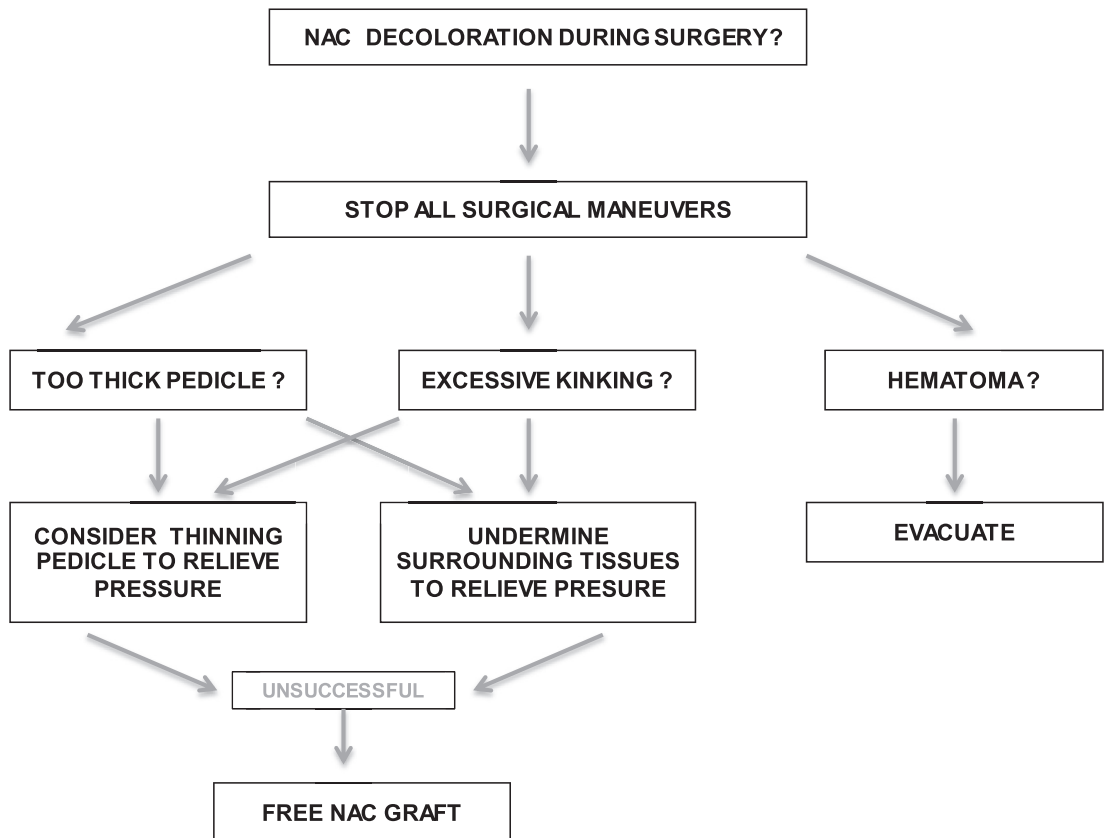 NAC DECOLORATION DURING SURGERY?
STOP ALL SURGICAL MANEUVERS
TOO THICK PEDICLE ?
EXCESSIVE KINKING ?
HEMATOMA ?
CONSIDER THINNING
PEDICLE TO RELIEVE
PRESSURE
UNDERMINE
SURROUNDING TISSUES
TO RELIEVE PRESURE
EVACUATE
UNSUCCESSFUL
FREE NAC GRAFT